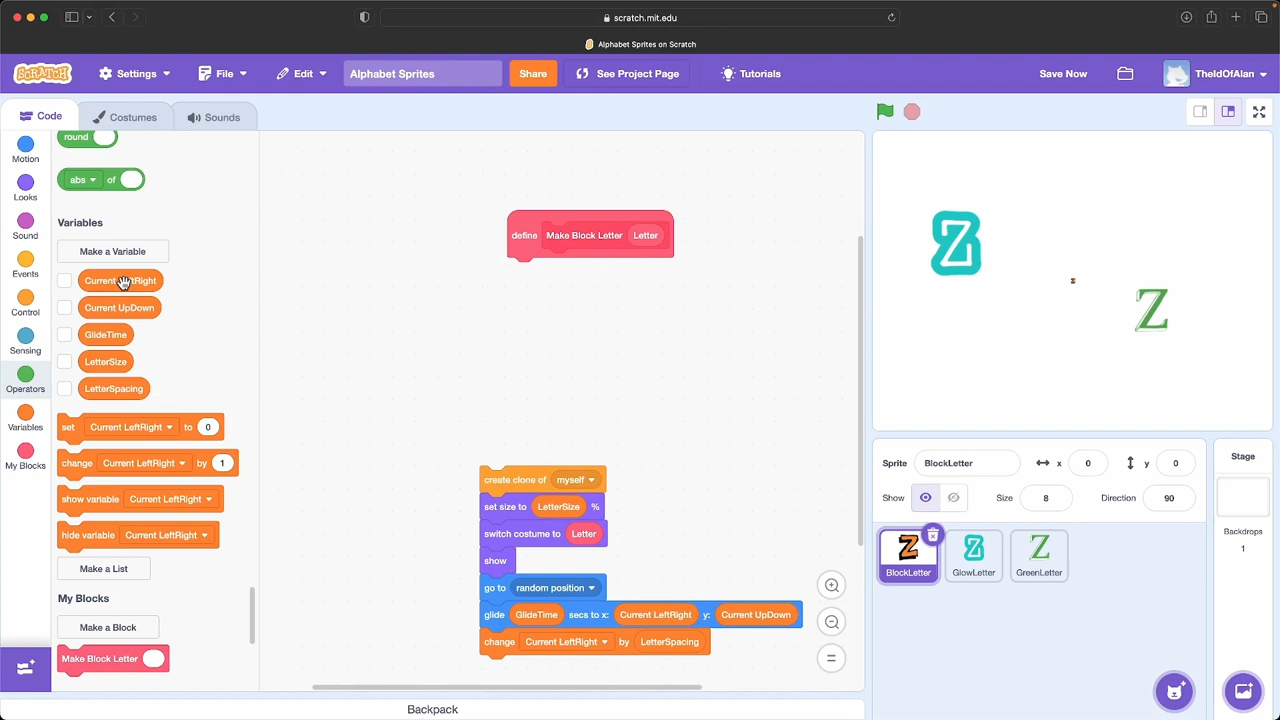 scratch.mit.edu
Alphabet Sprites on Scratch
SCRATCH
Settings
File
Edit
Alphabet Sprites
Share
See Project Page
Tutorials
Save Now
TheIdOfAlan
Code
Costumes
Sounds
Motion
Looks
Sound
Events
Control
Sensing
Operators
Variables
My Blocks
round
abs of
Variables
Make a Variable
Current UpDown
GlideTime
LetterSize
LetterSpacing
set Current LeftRight to 0
change Current LeftRight by 1
show variable Current LeftRight
hide variable Current LeftRight
Make a List
My Blocks
Make a Block
Make Block Letter
define Make Block Letter Letter
create clone of myself
set size to LetterSize %
switch costume to Letter
show
go to random position
glide GlideTime secs to x: Current LeftRight y: Current UpDown
change Current LeftRight by LetterSpacing
Backpack
Z
Z
Sprite BlockLetter x 0 y 0
Show Size 8 Direction 90
Z
BlockLetter
Z
GlowLetter
Z
GreenLetter
Stage
Backdrops
1